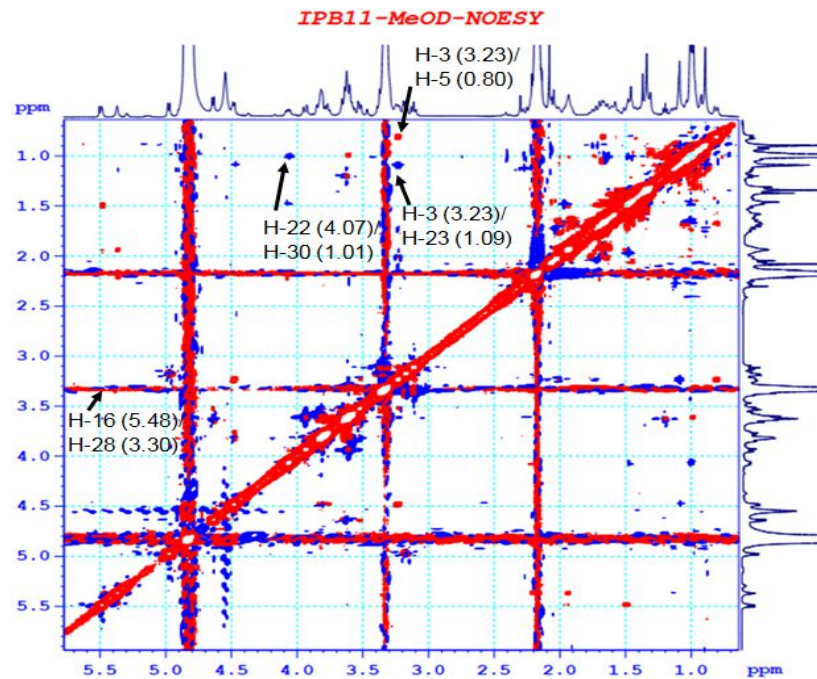 IPB11-MeOD-NOESY
H-3 (3.23)/
H-5 (0.80)
ppm
1.0
1.5
2.0
2.5
3.0
3.5
4.0
4.5
5.0
5.5
H-22 (4.07)/
H-30 (1.01)
H-3 (3.23)/
H-23 (1.09)
H-16 (5.48)/
H-28 (3.30)
5.5 5.0 4.5 4.0 3.5 3.0 2.5 2.0 1.5 1.0 ppm